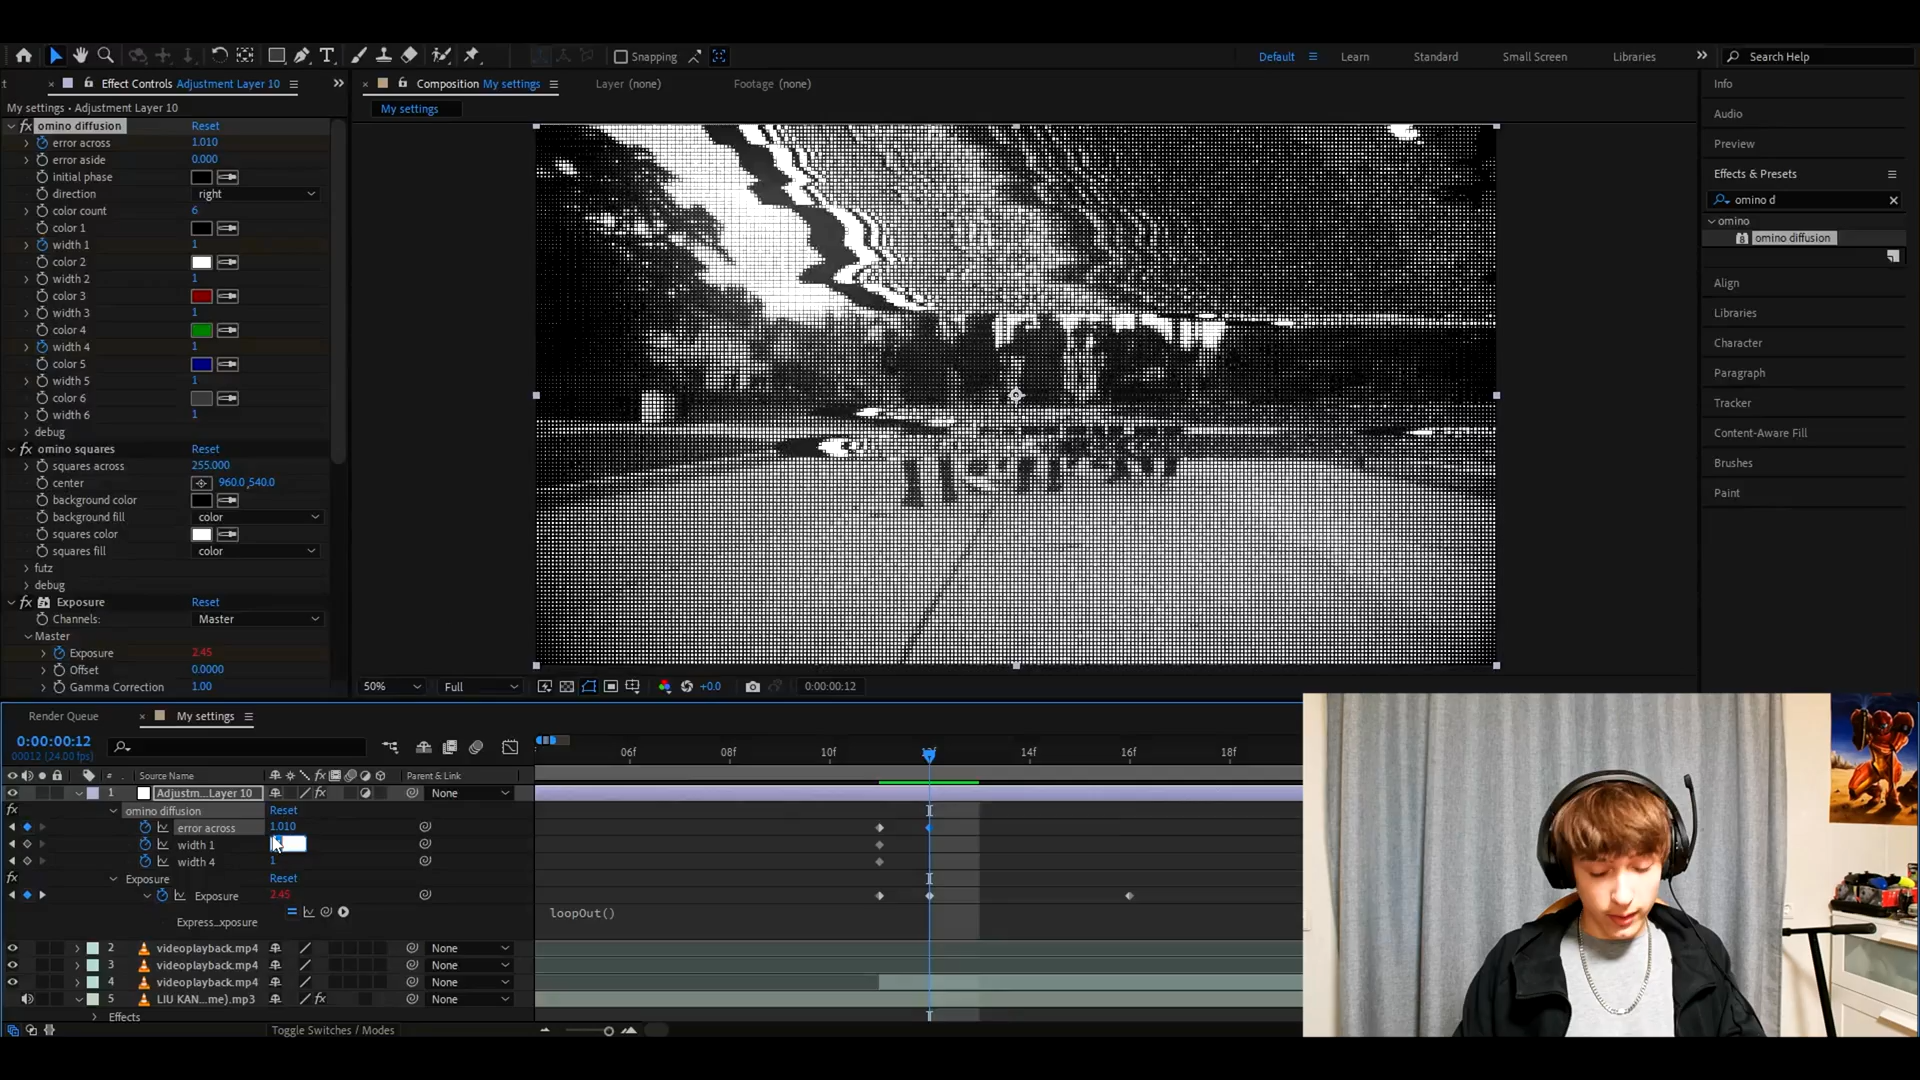 Snapping
Default
Learn
Standard
Small Screen
Libraries
Search Help
Effect Controls Adjustment Layer 10
Composition My settings
Layer (none)
Footage (none)
Info
My settings • Adjustment Layer 10
My settings
Audio
omino diffusion Reset
error across 1.010
Preview
error aside 0.000
initial phase
Effects & Presets
direction right
omino d
color count 6
omino
color 1
omino diffusion
width 1 1
color 2
width 2 1
Align
color 3
width 3 1
Libraries
color 4
width 4 1
Character
color 5
Paragraph
width 5 1
color 6
Tracker
width 6 1
debug
Content-Aware Fill
omino squares Reset
squares across 255.000
Brushes
center 960.0,540.0
Paint
background color
background fill color
squares color
squares fill color
futz
debug
Exposure Reset
Channels: Master
Master
Exposure 2.45
Offset 0.0000
Gamma Correction 1.00
50%
Full
+0.0
0:00:00:12
Render Queue
My settings
0:00:00:12
00012 (24.00 fps)
06f 08f 10f 12f 14f 16f 18f
# Source Name
Parent & Link
1 Adjustm...Layer 10 None
omino diffusion Reset
error across 1.010
width 1
width 4 1
Exposure Reset
Exposure 2.45
Express..xposure
loopOut()
2 videoplayback.mp4 None
3 videoplayback.mp4 None
4 videoplayback.mp4 None
5 LIU KAN...me).mp3 None
Effects
Toggle Switches / Modes